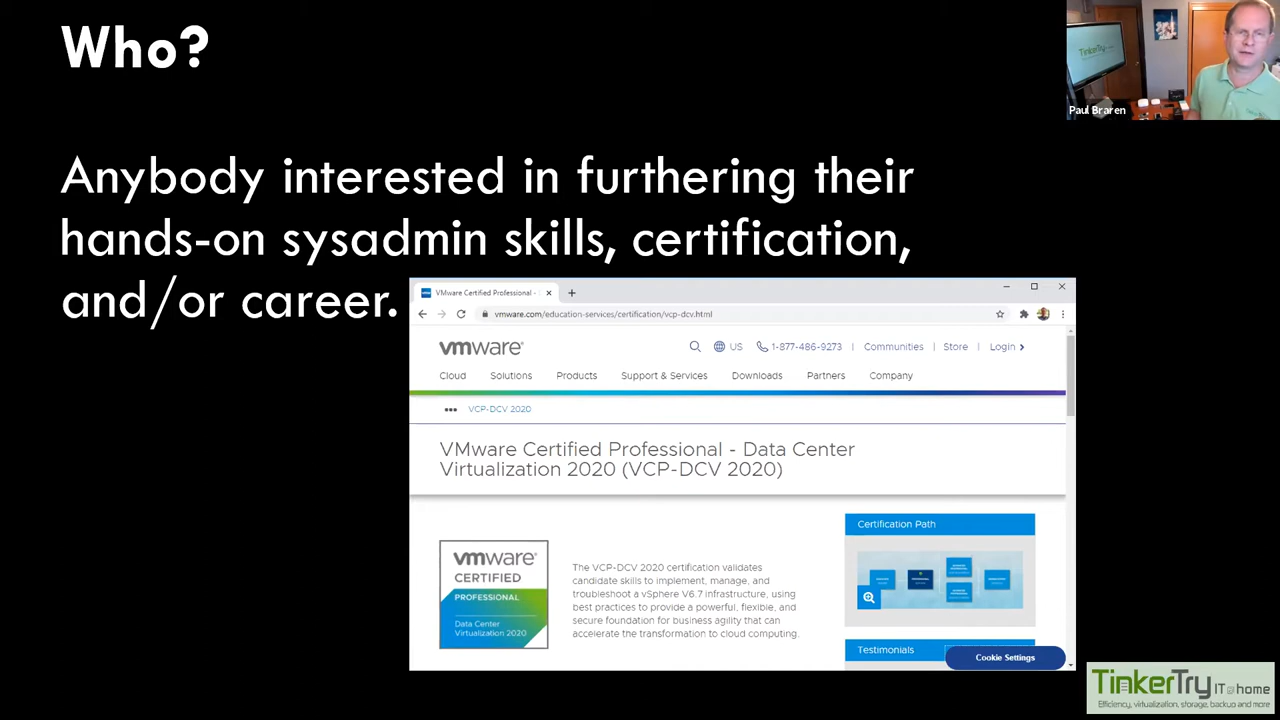 Who?
TinkerTry
Paul Braren
Anybody interested in furthering their
hands-on sysadmin skills, certification,
and/or career.
VMware Certified Professional -
vmware.com/education-services/certification/vcp-dcv.html
vmware®
US
1-877-486-9273
Communities
Store
Login
Cloud
Solutions
Products
Support & Services
Downloads
Partners
Company
VCP-DCV 2020
VMware Certified Professional - Data Center
Virtualization 2020 (VCP-DCV 2020)
vmware®
CERTIFIED
PROFESSIONAL
Data Center
Virtualization 2020
The VCP-DCV 2020 certification validates
candidate skills to implement, manage, and
troubleshoot a vSphere V6.7 infrastructure, using
best practices to provide a powerful, flexible, and
secure foundation for business agility that can
accelerate the transformation to cloud computing.
Certification Path
Testimonials
Cookie Settings
TinkerTry IT @ home
Efficiency, virtualization, storage, backup and more